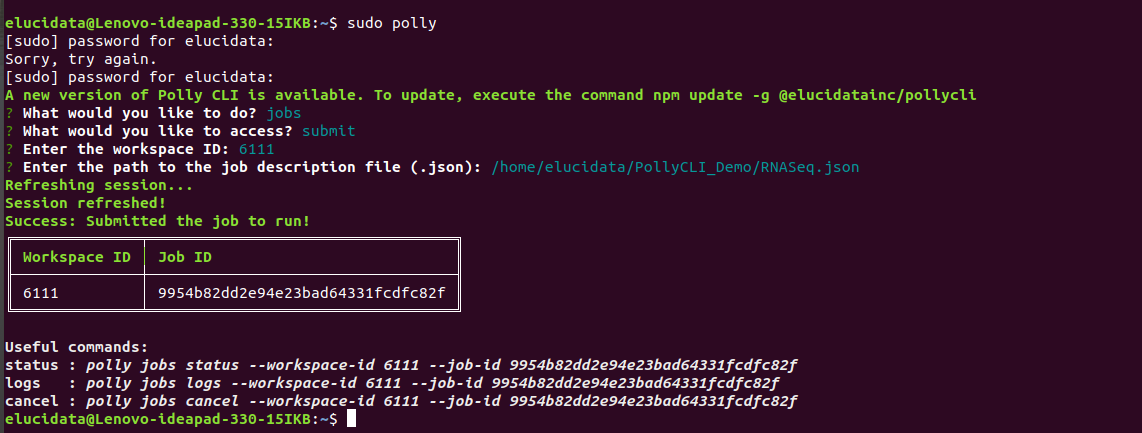 elucidata@Lenovo-ideapad-330-15IKB:~$ sudo polly
[sudo] password for elucidata:
Sorry, try again.
[sudo] password for elucidata:
A new version of Polly CLI is available. To update, execute the command npm update -g @elucidatainc/pollycli
? What would you like to do? jobs
? What would you like to access? submit
? Enter the workspace ID: 6111
? Enter the path to the job description file (.json): /home/elucidata/PollyCLI_Demo/RNASeq.json
Refreshing session...
Session refreshed!
Success: Submitted the job to run!
Workspace ID Job ID
6111 9954b82dd2e94e23bad64331fcdfc82f
Useful commands:
status : polly jobs status --workspace-id 6111 --job-id 9954b82dd2e94e23bad64331fcdfc82f
logs : polly jobs logs --workspace-id 6111 --job-id 9954b82dd2e94e23bad64331fcdfc82f
cancel : polly jobs cancel --workspace-id 6111 --job-id 9954b82dd2e94e23bad64331fcdfc82f
elucidata@Lenovo-ideapad-330-15IKB:~$